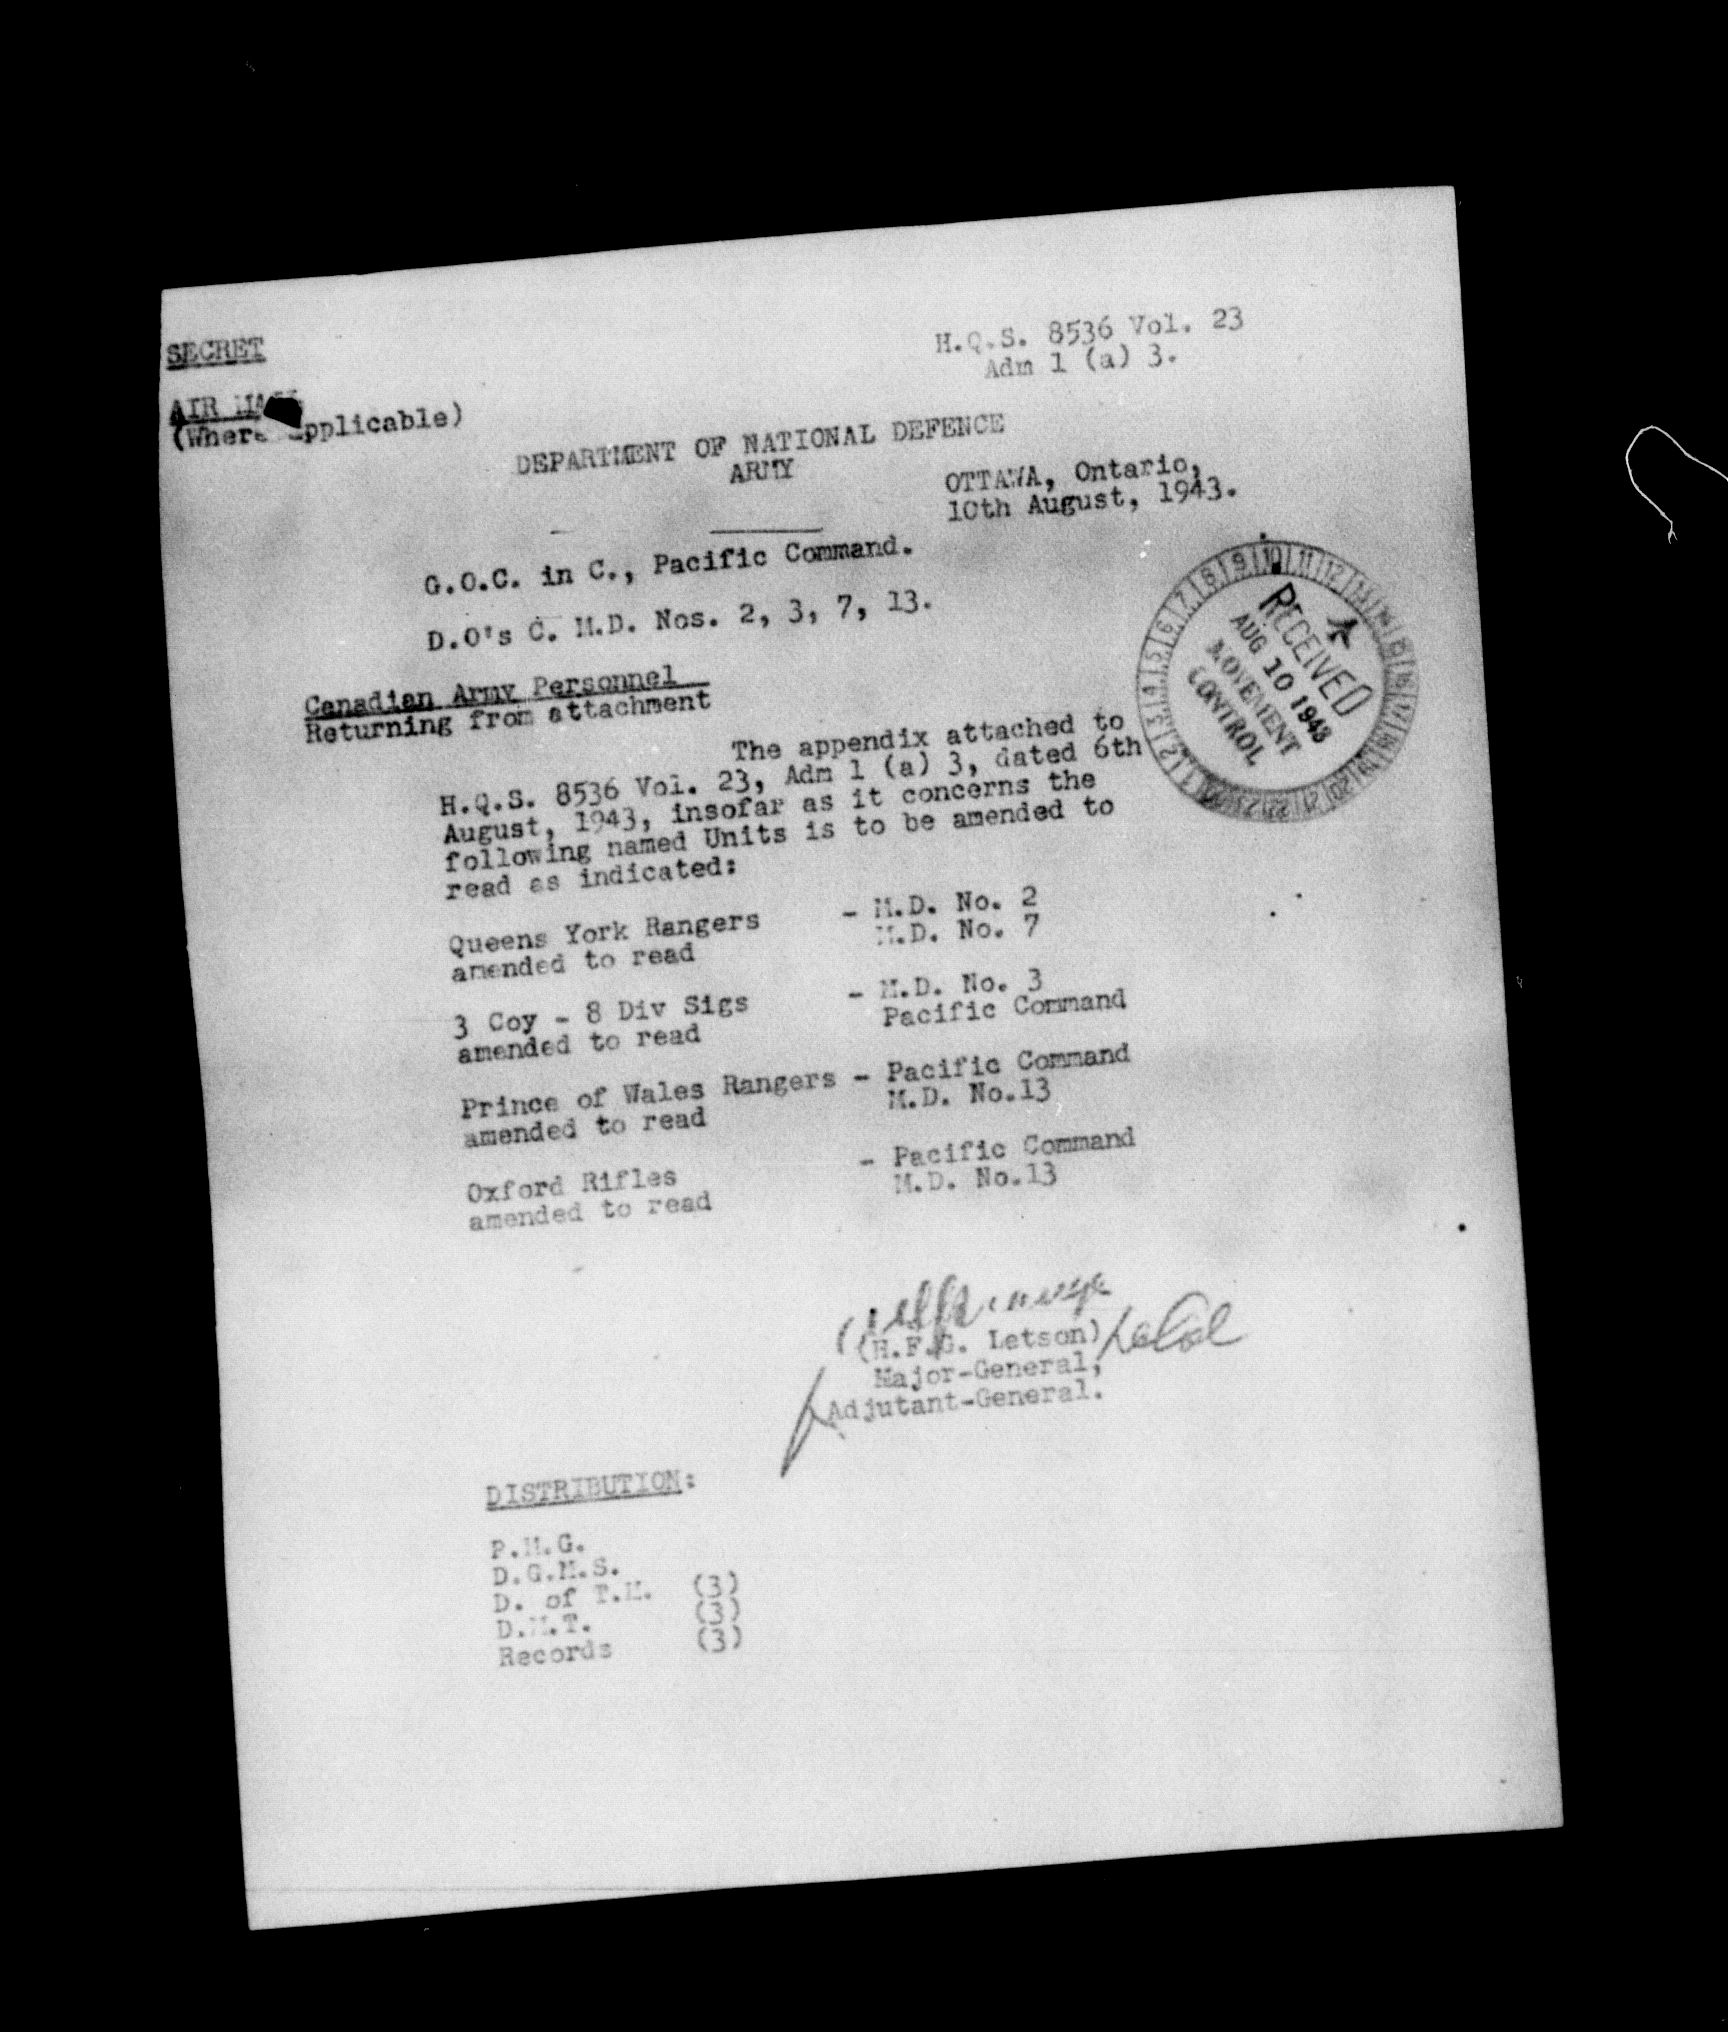 SECRET
H.Q.S. 8536 Vol. 23
Adm 1 (a) 3.
AIR
(Where applicable)
DEPARTMENT OF NATIONAL DEFENCE
ARMY
OTTAWA, Ontario,
10th August, 1943.
G.O.C. in C., Pacific Command.
D.O's C. M.D. Nos. 2, 3, 7, 13.
RECEIVED
AUG 10 1943
MOVEMENT
CONTROL
Canadian Army Personnel
Returning from attachment
The appendix attached to
H.Q.S. 8536 Vol. 23, Adm 1 (a) 3, dated 6th
August, 1943, insofar as it concerns the
following named Units is to be amended to
read as indicated:
Queens York Rangers - M.D. No. 2
amended to read M.D. No. 7
3 Coy - 8 Div Sigs - M.D. No. 3
amended to read Pacific Command
Prince of Wales Rangers - Pacific Command
amended to read M.D. No.13
Oxford Rifles - Pacific Command
amended to read M.D. No.13
(H.F.G. Letson)
Major-General,
Adjutant-General.
DISTRIBUTION:
P.M.G.
D.G.M.S.
D. of T.M. (3)
D.M.T. (3)
Records (3)